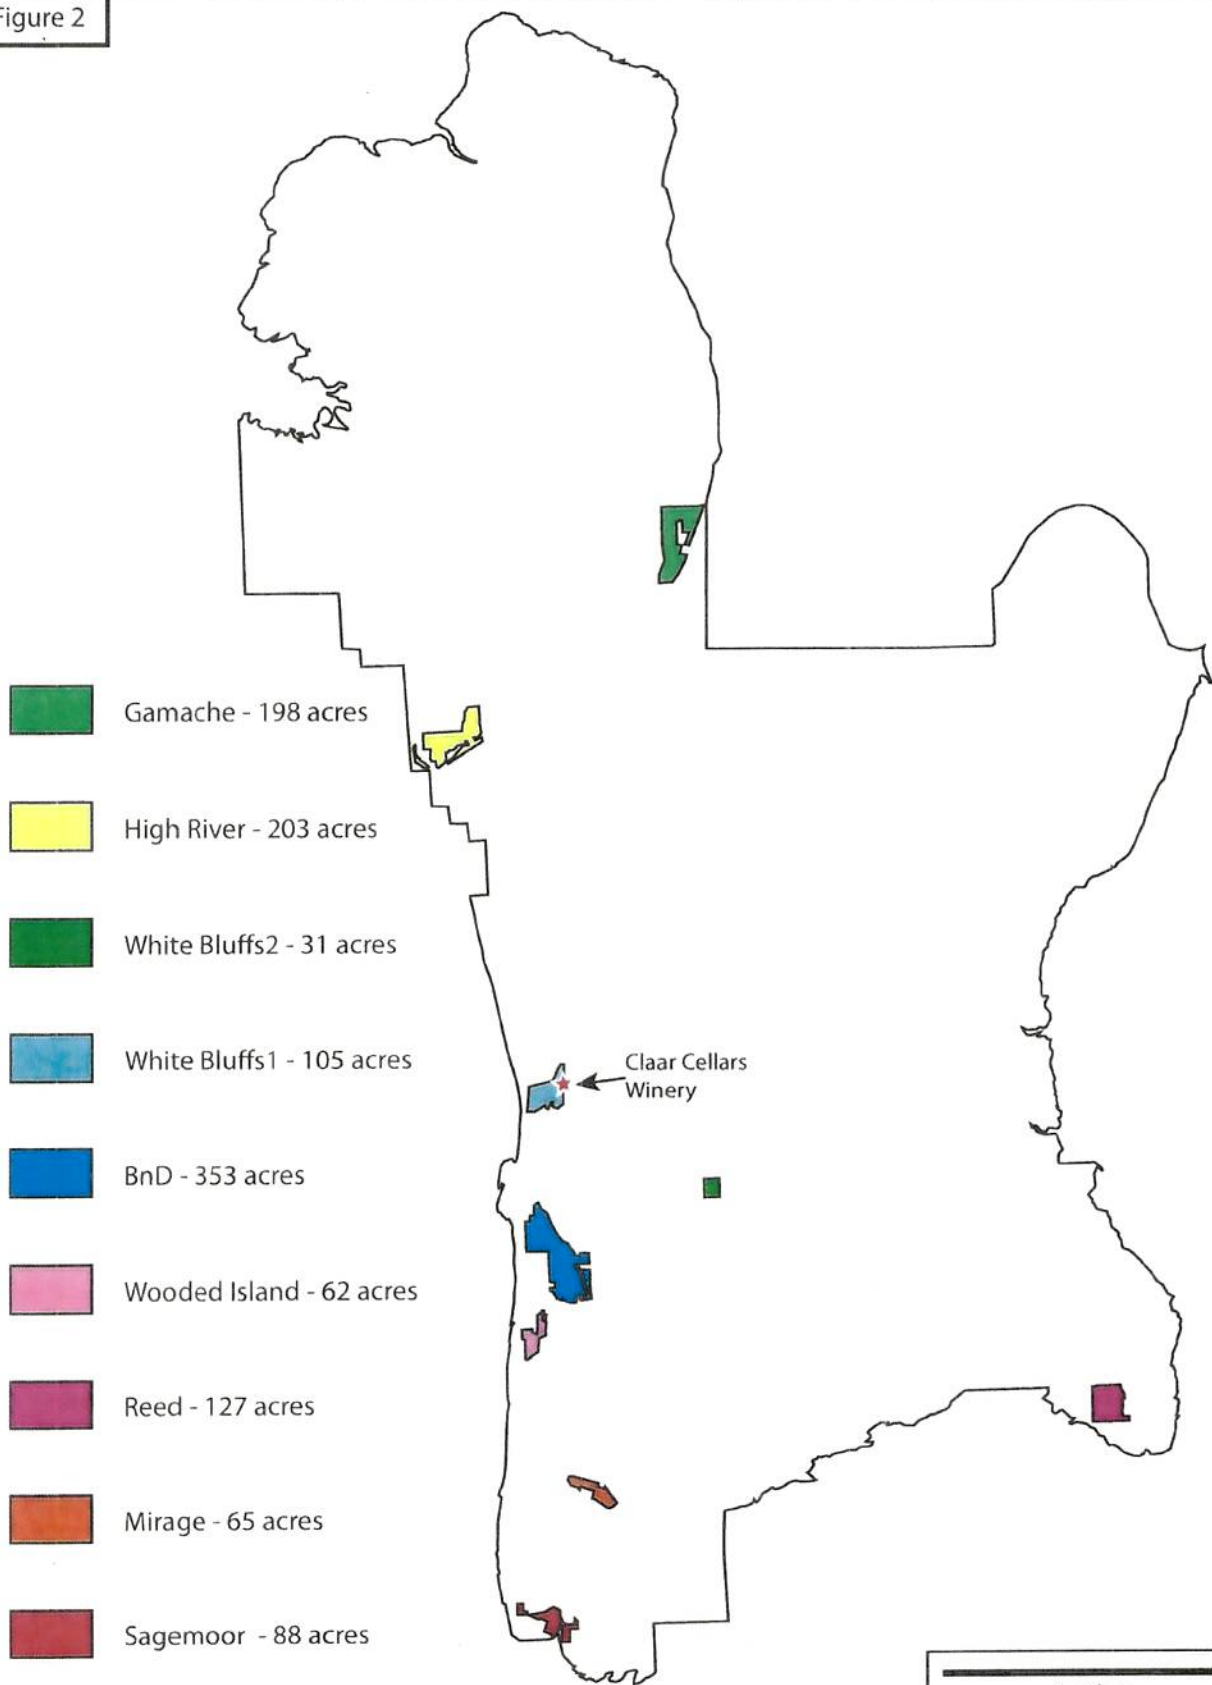 Figure 2
Gamache - 198 acres
High River - 203 acres
White Bluffs2 - 31 acres
White Bluffs1 - 105 acres
Claar Cellars
Winery
BnD - 353 acres
Wooded Island - 62 acres
Reed - 127 acres
Mirage - 65 acres
Sagemoor - 88 acres